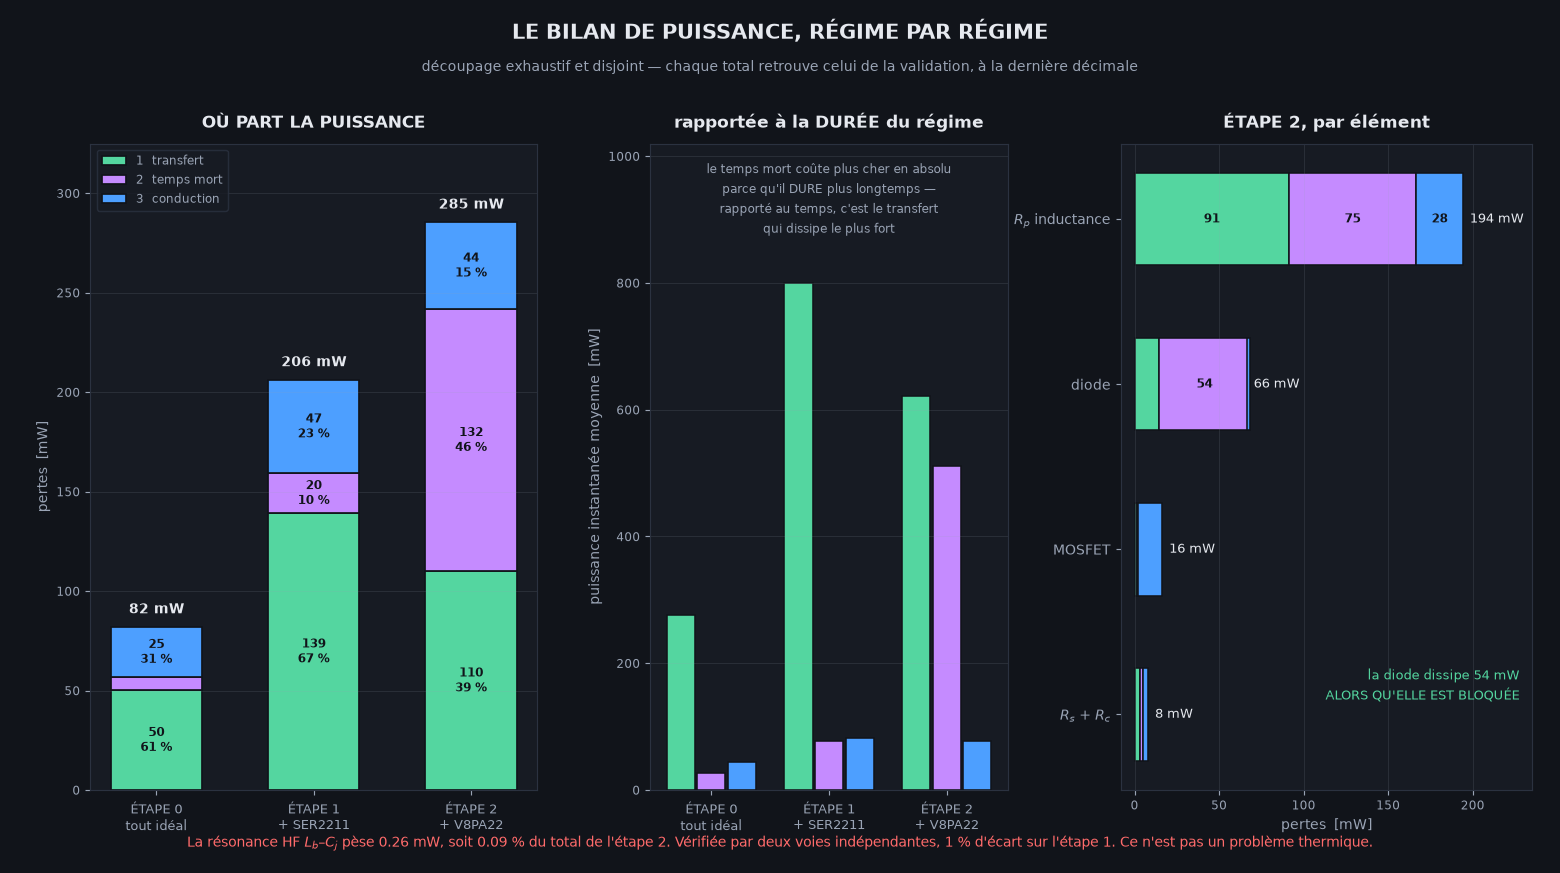 LE BILAN DE PUISSANCE, RÉGIME PAR RÉGIME
découpage exhaustif et disjoint — chaque total retrouve celui de la validation, à la dernière décimale
OÙ PART LA PUISSANCE
1 transfert
2 temps mort
3 conduction
pertes [mW]
300
250
200
150
100
50
0
82 mW
25
31 %
50
61 %
206 mW
47
23 %
20
10 %
139
67 %
285 mW
44
15 %
132
46 %
110
39 %
ÉTAPE 0
tout idéal
ÉTAPE 1
+ SER2211
ÉTAPE 2
+ V8PA22
rapportée à la DURÉE du régime
le temps mort coûte plus cher en absolu
parce qu'il DURE plus longtemps —
rapporté au temps, c'est le transfert
qui dissipe le plus fort
puissance instantanée moyenne [mW]
1000
800
600
400
200
0
ÉTAPE 0
tout idéal
ÉTAPE 1
+ SER2211
ÉTAPE 2
+ V8PA22
ÉTAPE 2, par élément
Rp inductance
91
75
28
194 mW
diode
54
66 mW
MOSFET
16 mW
Rs + Rc
8 mW
la diode dissipe 54 mW
ALORS QU'ELLE EST BLOQUÉE
0
50
100
150
200
pertes [mW]
La résonance HF Lb–Cj pèse 0.26 mW, soit 0.09 % du total de l'étape 2. Vérifiée par deux voies indépendantes, 1 % d'écart sur l'étape 1. Ce n'est pas un problème thermique.